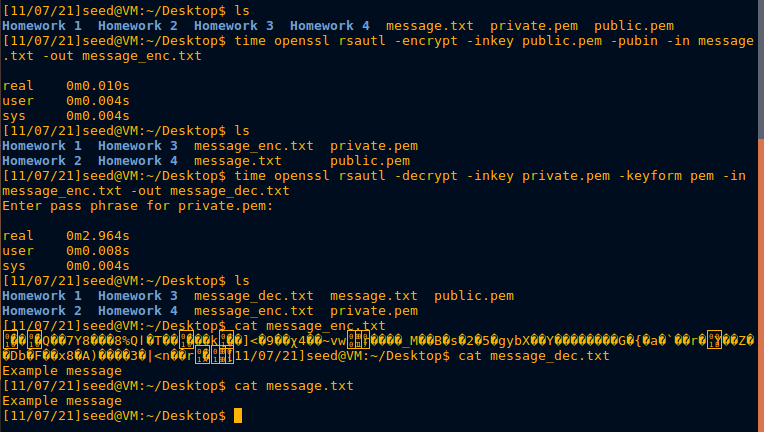 [11/07/21]seed@VM:~/Desktop$ ls
Homework 1  Homework 2  Homework 3  Homework 4  message.txt  private.pem  public.pem
[11/07/21]seed@VM:~/Desktop$ time openssl rsautl -encrypt -inkey public.pem -pubin -in message
.txt -out message_enc.txt
real    0m0.010s
user    0m0.004s
sys     0m0.004s
[11/07/21]seed@VM:~/Desktop$ ls
Homework 1  Homework 3  message_enc.txt  private.pem
Homework 2  Homework 4  message.txt      public.pem
[11/07/21]seed@VM:~/Desktop$ time openssl rsautl -decrypt -inkey private.pem -keyform pem -in
message_enc.txt -out message_dec.txt
Enter pass phrase for private.pem:
real    0m2.964s
user    0m0.008s
sys     0m0.004s
[11/07/21]seed@VM:~/Desktop$ ls
Homework 1  Homework 3  message_dec.txt  message.txt  public.pem
Homework 2  Homework 4  message_enc.txt  private.pem
[11/07/21]seed@VM:~/Desktop$ cat message_enc.txt
[11/07/21]seed@VM:~/Desktop$ cat message_dec.txt
Example message
[11/07/21]seed@VM:~/Desktop$ cat message.txt
Example message
[11/07/21]seed@VM:~/Desktop$